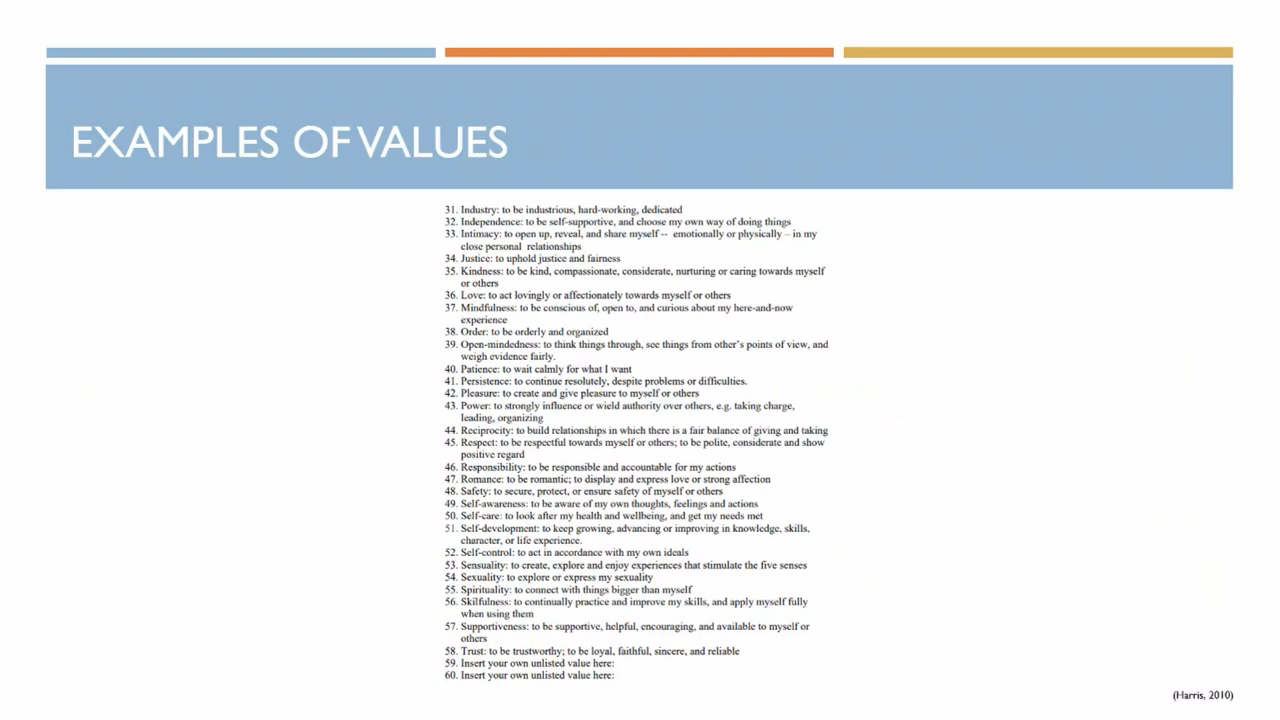 EXAMPLES OF VALUES
31. Industry: to be industrious, hard-working, dedicated
32. Independence: to be self-supportive, and choose my own way of doing things
33. Intimacy: to open up, reveal, and share myself -- emotionally or physically – in my
close personal relationships
34. Justice: to uphold justice and fairness
35. Kindness: to be kind, compassionate, considerate, nurturing or caring towards myself
or others
36. Love: to act lovingly or affectionately towards myself or others
37. Mindfulness: to be conscious of, open to, and curious about my here-and-now
experience
38. Order: to be orderly and organized
39. Open-mindedness: to think things through, see things from other's points of view, and
weigh evidence fairly.
40. Patience: to wait calmly for what I want
41. Persistence: to continue resolutely, despite problems or difficulties.
42. Pleasure: to create and give pleasure to myself or others
43. Power: to strongly influence or wield authority over others, e.g. taking charge,
leading, organizing
44. Reciprocity: to build relationships in which there is a fair balance of giving and taking
45. Respect: to be respectful towards myself or others; to be polite, considerate and show
positive regard
46. Responsibility: to be responsible and accountable for my actions
47. Romance: to be romantic; to display and express love or strong affection
48. Safety: to secure, protect, or ensure safety of myself or others
49. Self-awareness: to be aware of my own thoughts, feelings and actions
50. Self-care: to look after my health and wellbeing, and get my needs met
51. Self-development: to keep growing, advancing or improving in knowledge, skills,
character, or life experience.
52. Self-control: to act in accordance with my own ideals
53. Sensuality: to create, explore and enjoy experiences that stimulate the five senses
54. Sexuality: to explore or express my sexuality
55. Spirituality: to connect with things bigger than myself
56. Skilfulness: to continually practice and improve my skills, and apply myself fully
when using them
57. Supportiveness: to be supportive, helpful, encouraging, and available to myself or
others
58. Trust: to be trustworthy; to be loyal, faithful, sincere, and reliable
59. Insert your own unlisted value here:
60. Insert your own unlisted value here:
(Harris, 2010)